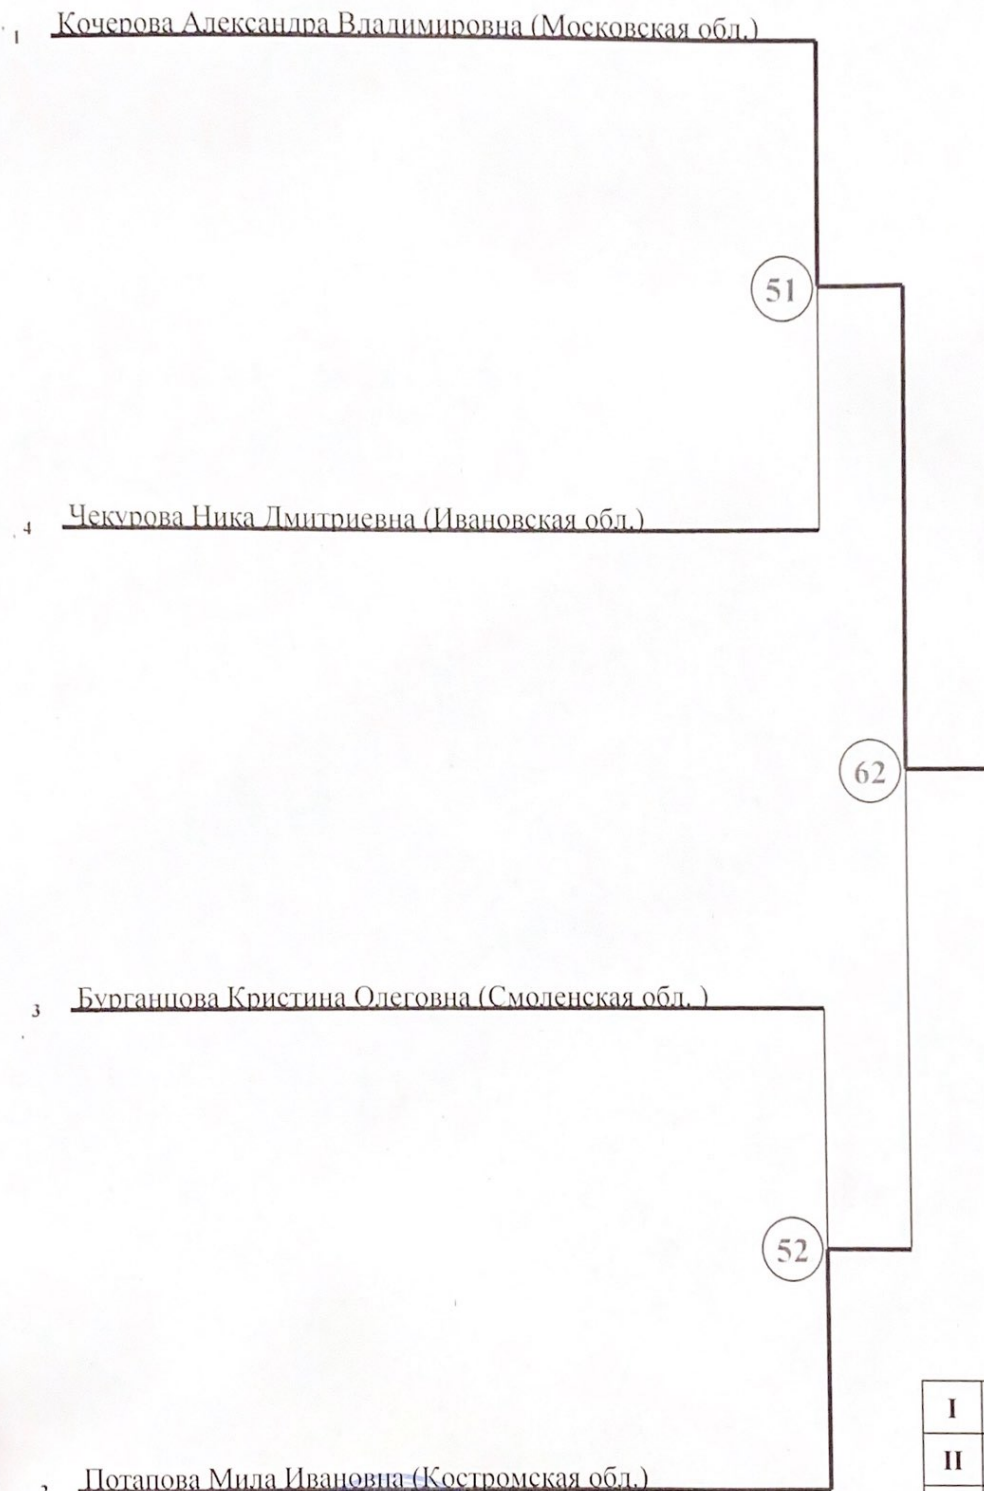 1 Кочерова Александра Владимировна (Московская обл.)
51
4 Чекурова Ника Дмитриевна (Ивановская обл.)
62
3 Бурганцова Кристина Олеговна (Смоленская обл. )
52
I
II
Потапова Мила Ивановна (Костромская обл.)